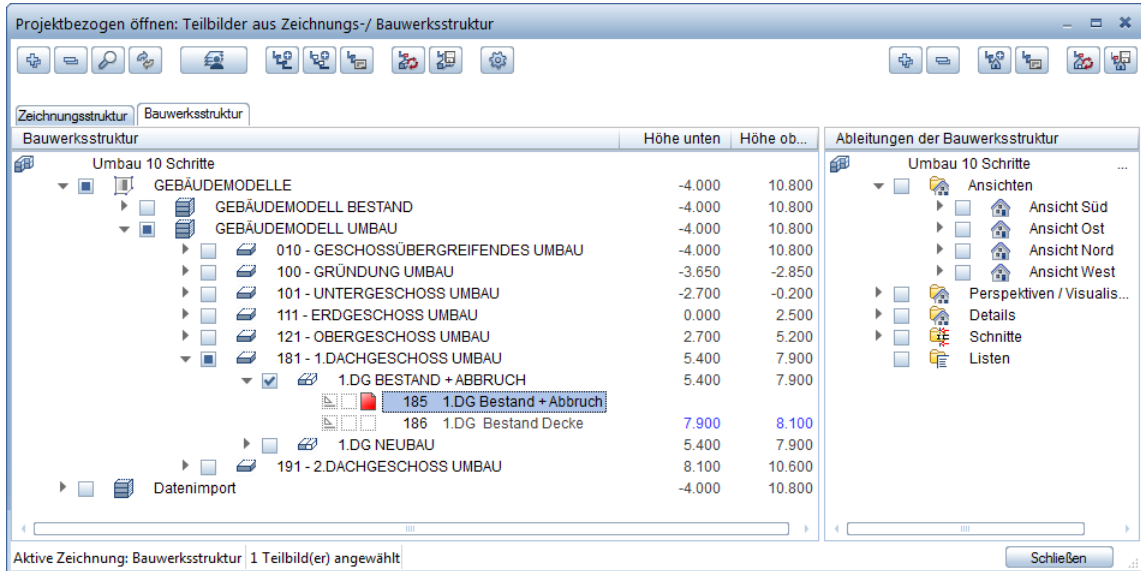 Projektbezogen öffnen: Teilbilder aus Zeichnungs-/ Bauwerksstruktur
Zeichnungsstruktur Bauwerksstruktur
Bauwerksstruktur Höhe unten Höhe ob...
Umbau 10 Schritte
GEBÄUDEMODELLE -4.000 10.800
GEBÄUDEMODELL BESTAND -4.000 10.800
GEBÄUDEMODELL UMBAU -4.000 10.800
010 - GESCHOSSÜBERGREIFENDES UMBAU -4.000 10.800
100 - GRÜNDUNG UMBAU -3.650 -2.850
101 - UNTERGESCHOSS UMBAU -2.700 -0.200
111 - ERDGESCHOSS UMBAU 0.000 2.500
121 - OBERGESCHOSS UMBAU 2.700 5.200
181 - 1.DACHGESCHOSS UMBAU 5.400 7.900
1.DG BESTAND + ABBRUCH 5.400 7.900
185 1.DG Bestand + Abbruch
186 1.DG Bestand Decke 7.900 8.100
1.DG NEUBAU 5.400 7.900
191 - 2.DACHGESCHOSS UMBAU 8.100 10.600
Datenimport -4.000 10.800
Ableitungen der Bauwerksstruktur
Umbau 10 Schritte ...
Ansichten
Ansicht Süd
Ansicht Ost
Ansicht Nord
Ansicht West
Perspektiven / Visualis...
Details
Schnitte
Listen
Aktive Zeichnung: Bauwerksstruktur 1 Teilbild(er) angewählt
Schließen